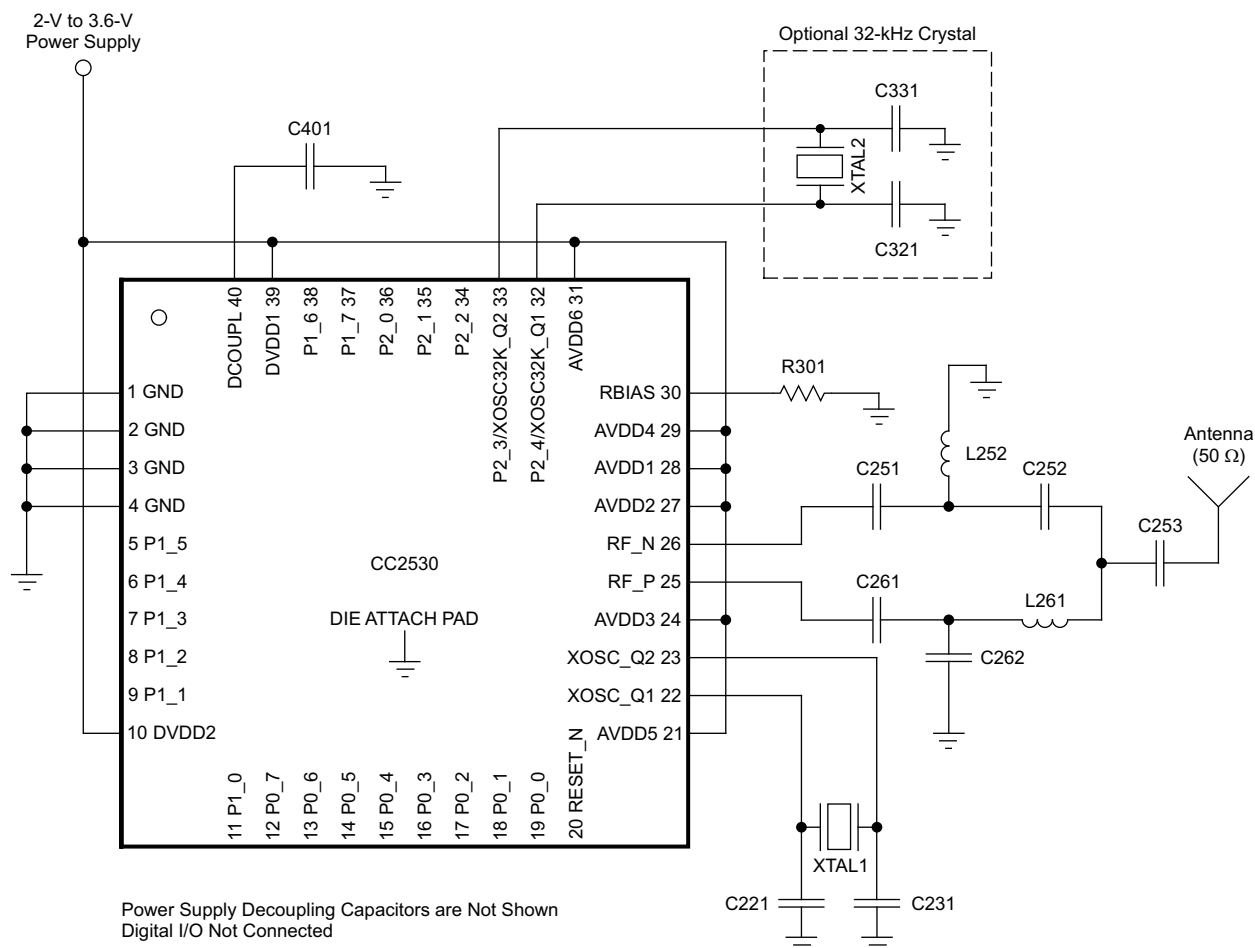 2-V to 3.6-V
Power Supply
Optional 32-kHz Crystal
C331
C401
XTAL2
C321
DCOUPL 40
DVDD1 39
P1_6 38
P1_7 37
P2_0 36
P2_1 35
P2_2 34
P2_3/XOSC32K_Q2 33
P2_4/XOSC32K_Q1 32
AVDD6 31
1 GND
2 GND
3 GND
4 GND
5 P1_5
6 P1_4
7 P1_3
8 P1_2
9 P1_1
10 DVDD2
CC2530
DIE ATTACH PAD
RBIAS 30
AVDD4 29
AVDD1 28
AVDD2 27
RF_N 26
RF_P 25
AVDD3 24
XOSC_Q2 23
XOSC_Q1 22
AVDD5 21
11 P1_0
12 P0_7
13 P0_6
14 P0_5
15 P0_4
16 P0_3
17 P0_2
18 P0_1
19 P0_0
20 RESET_N
R301
L252
C251
C252
Antenna
(50 Ω)
C253
C261
L261
C262
XTAL1
C221
C231
Power Supply Decoupling Capacitors are Not Shown
Digital I/O Not Connected